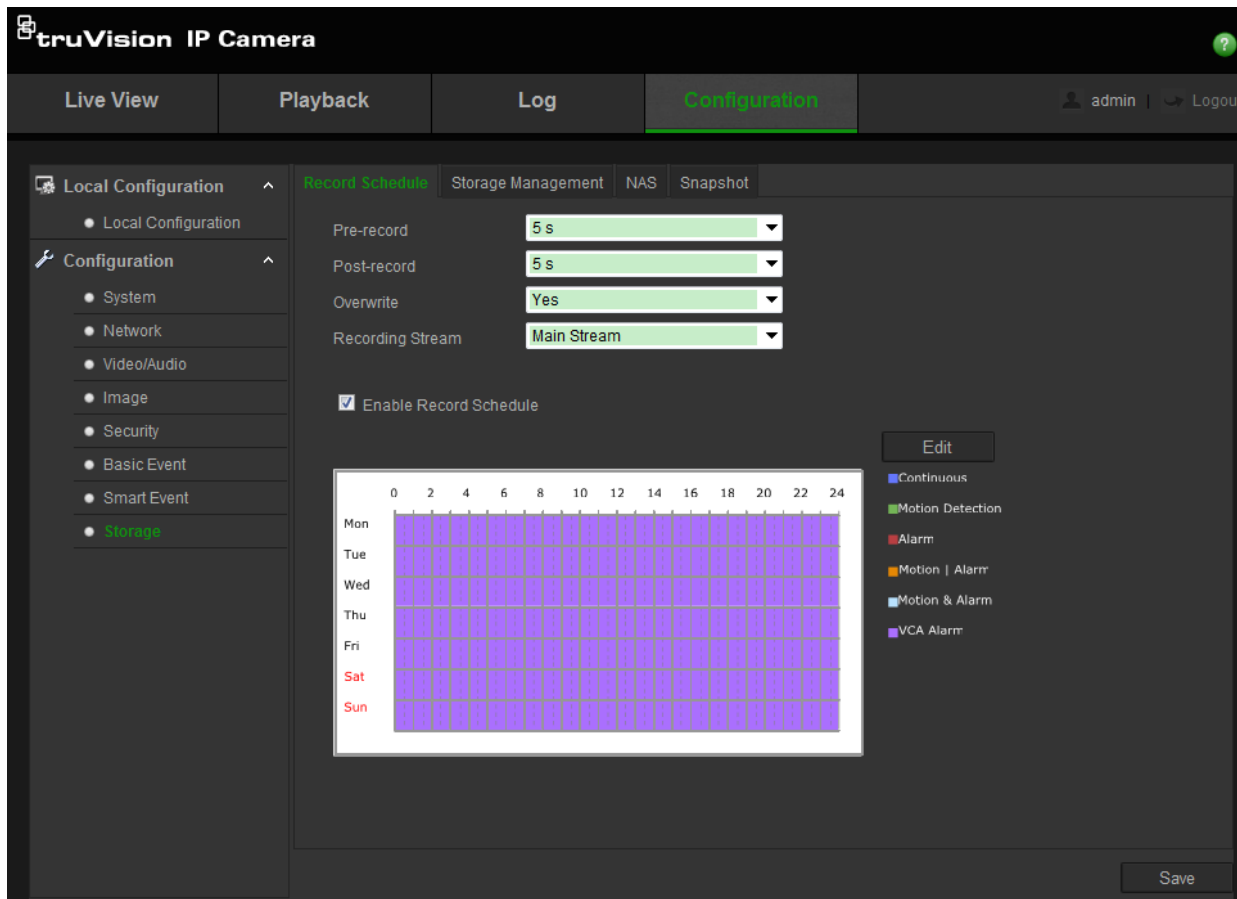 truVision IP Camera
?
Live View Playback Log Configuration admin | Logou
Local Configuration
Local Configuration
Configuration
System
Network
Video/Audio
Image
Security
Basic Event
Smart Event
Storage
Record Schedule Storage Management NAS Snapshot
Pre-record 5 s
Post-record 5 s
Overwrite Yes
Recording Stream Main Stream
Enable Record Schedule
Edit
0 2 4 6 8 10 12 14 16 18 20 22 24
Mon
Tue
Wed
Thu
Fri
Sat
Sun
Continuous
Motion Detection
Alarm
Motion | Alarm
Motion & Alarm
VCA Alarm
Save